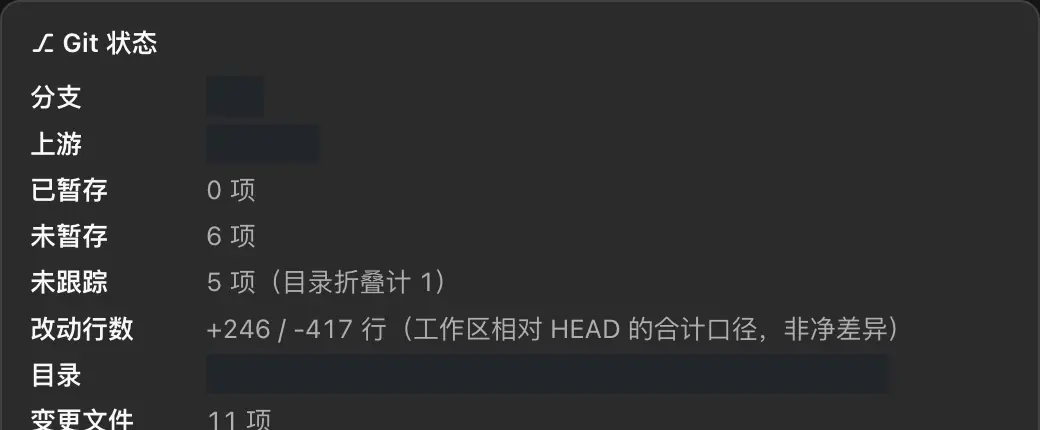 Git 状态
分支
上游
已暂存 0 项
未暂存 6 项
未跟踪 5 项（目录折叠计 1）
改动行数 +246 / -417 行（工作区相对 HEAD 的合计口径，非净差异）
目录
变更文件 11 项